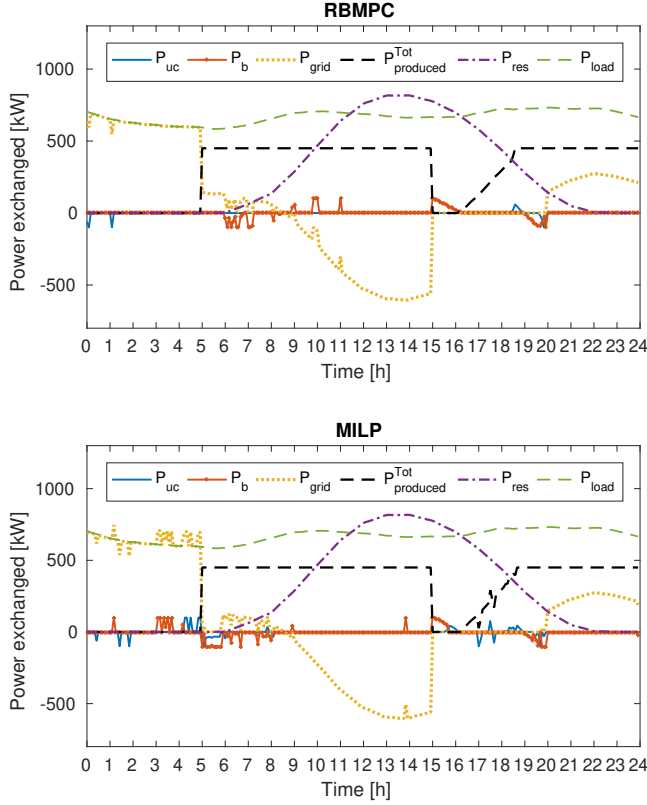 RBMPC
P_uc P_b P_grid P_produced^Tot P_res P_load
1000
500
0
-500
Power exchanged [kW]
0 1 2 3 4 5 6 7 8 9 10 11 12 13 14 15 16 17 18 19 20 21 22 23 24
Time [h]
MILP
P_uc P_b P_grid P_produced^Tot P_res P_load
1000
500
0
-500
Power exchanged [kW]
0 1 2 3 4 5 6 7 8 9 10 11 12 13 14 15 16 17 18 19 20 21 22 23 24
Time [h]